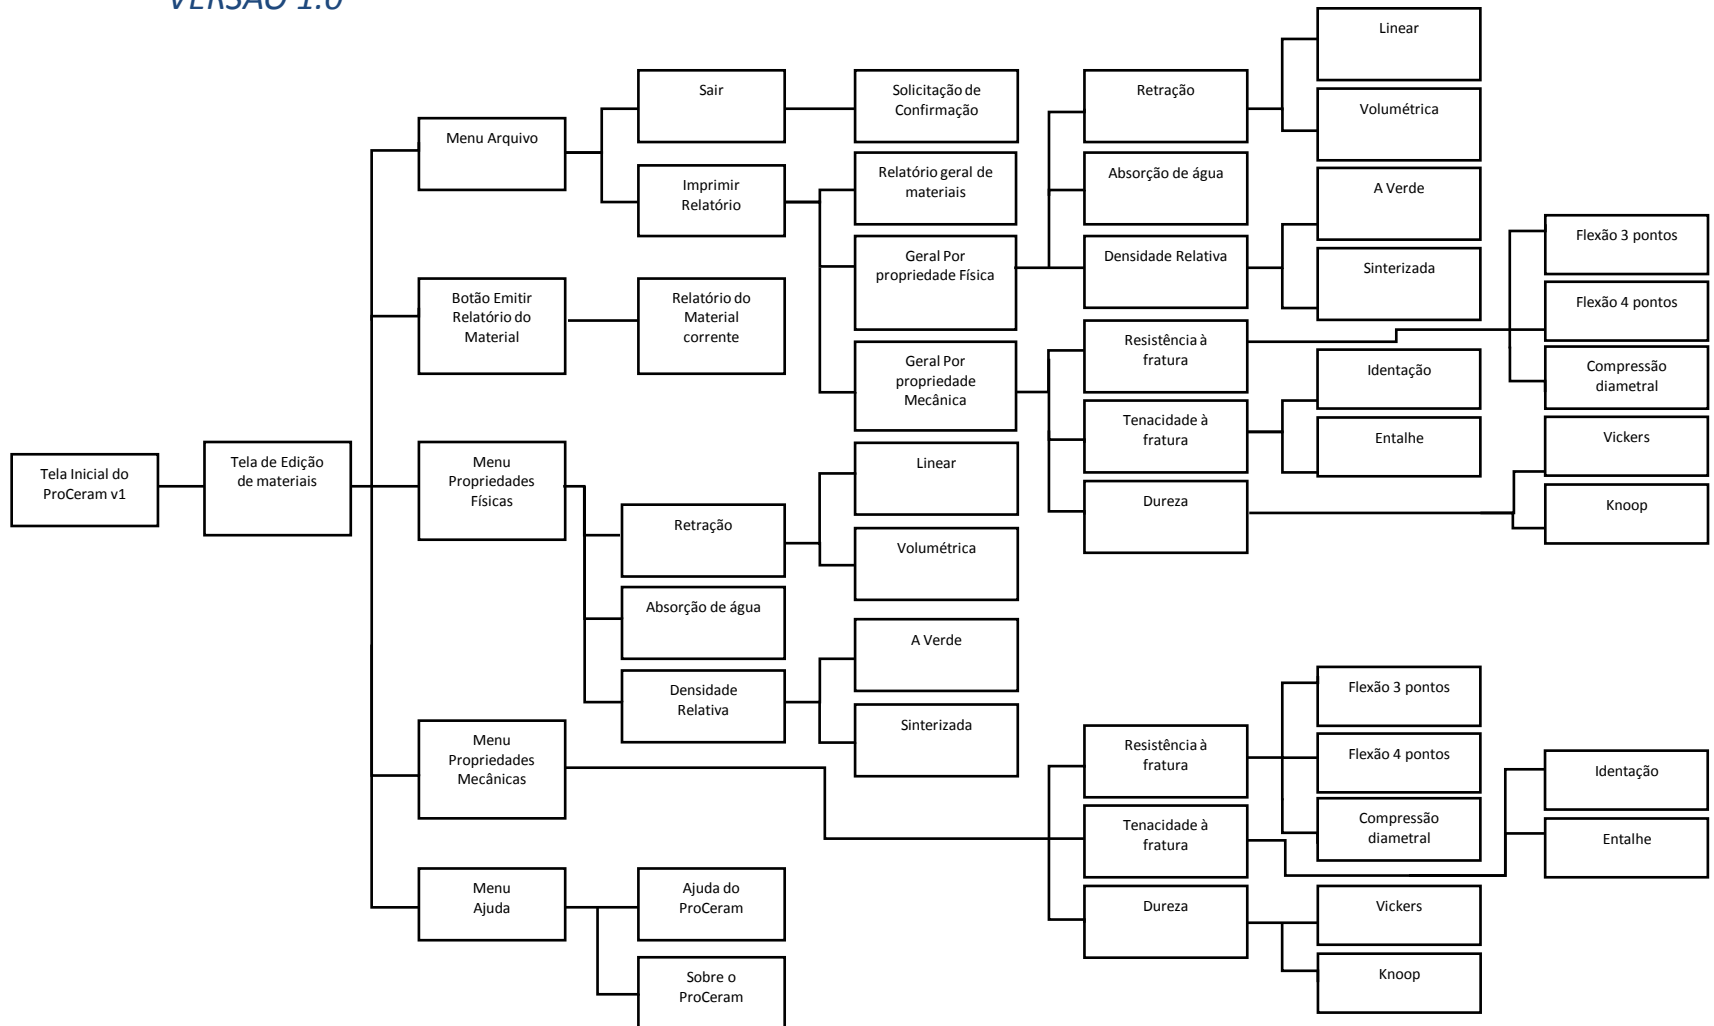 VERSÃO 1.0
Tela Inicial do
ProCeram v1
Tela de Edição
de materiais
Menu Arquivo
Sair
Solicitação de
Confirmação
Imprimir
Relatório
Relatório geral de
materiais
Geral Por
propriedade Física
Retração
Linear
Volumétrica
Absorção de água
Densidade Relativa
A Verde
Sinterizada
Geral Por
propriedade
Mecânica
Resistência à
fratura
Flexão 3 pontos
Flexão 4 pontos
Compressão
diametral
Tenacidade à
fratura
Identação
Entalhe
Dureza
Vickers
Knoop
Botão Emitir
Relatório do
Material
Relatório do
Material
corrente
Menu
Propriedades
Físicas
Retração
Linear
Volumétrica
Absorção de água
Densidade
Relativa
A Verde
Sinterizada
Menu
Propriedades
Mecânicas
Resistência à
fratura
Flexão 3 pontos
Flexão 4 pontos
Compressão
diametral
Tenacidade à
fratura
Identação
Entalhe
Dureza
Vickers
Knoop
Menu
Ajuda
Ajuda do
ProCeram
Sobre o
ProCeram